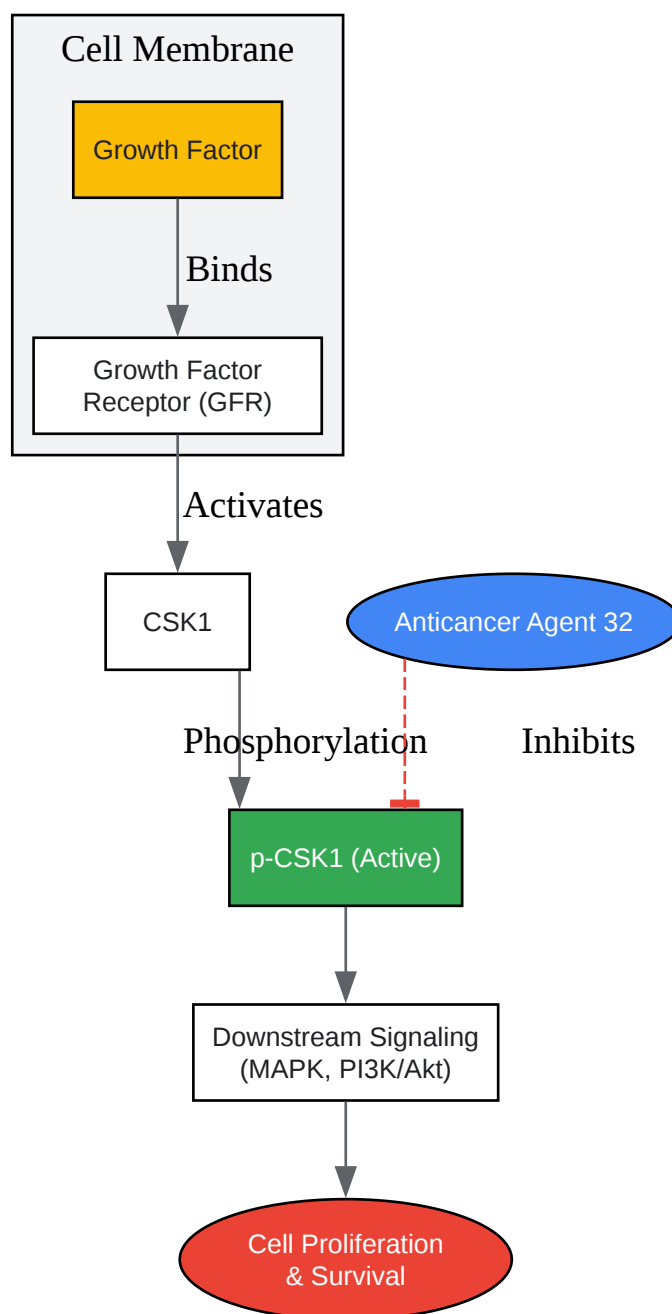 Cell Membrane
Growth Factor
Binds
Growth Factor
Receptor (GFR)
Activates
CSK1
Anticancer Agent 32
Phosphorylation
Inhibits
p-CSK1 (Active)
Downstream Signaling
(MAPK, PI3K/Akt)
Cell Proliferation
& Survival